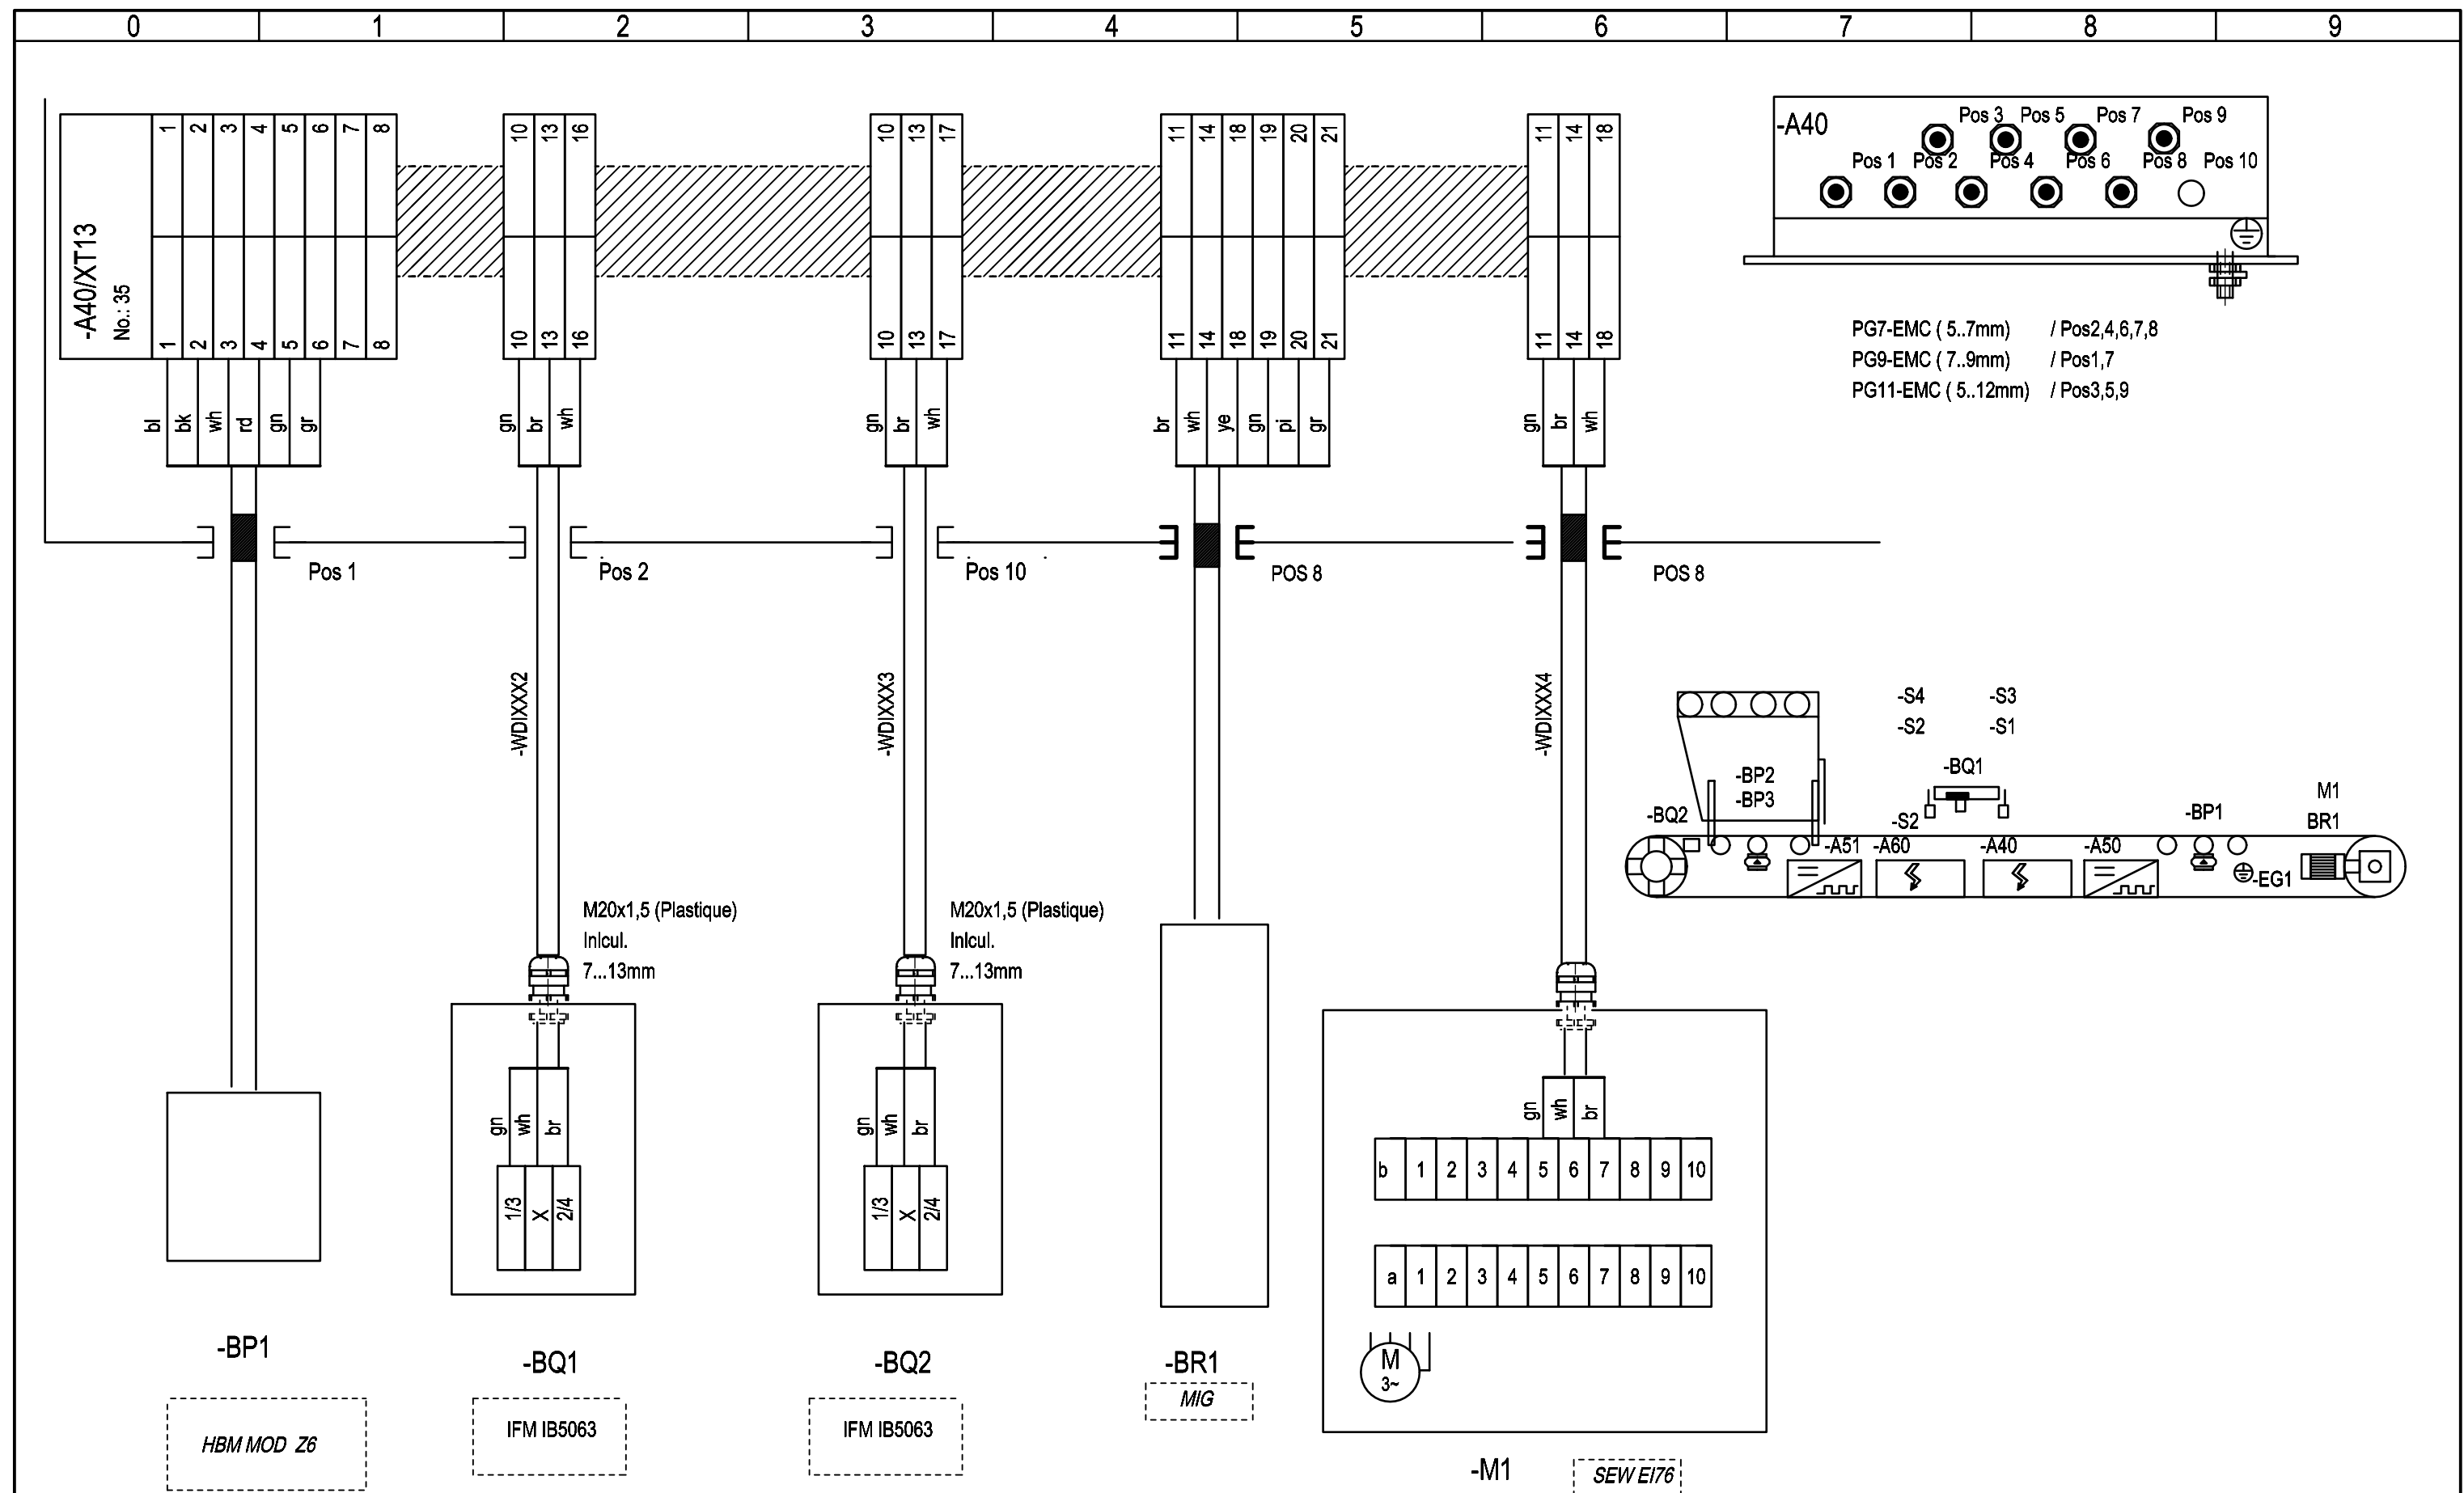 0 1 2 3 4 5 6 7 8 9
-A40/XT13
No.: 35
1 2 3 4 5 6 7 8
10 13 16
10 13 17
11 14 18 19 20 21
11 14 18
1 2 3 4 5 6 7 8
10 13 16
10 13 17
11 14 18 19 20 21
11 14 18
bl bk wh rd gn gr
gn br wh
gn br wh
br wh ye gn pi gr
gn br wh
-A40
Pos 3 Pos 5 Pos 7 Pos 9
Pos 1 Pos 2 Pos 4 Pos 6 Pos 8 Pos 10
PG7-EMC ( 5..7mm) / Pos2,4,6,7,8
PG9-EMC ( 7..9mm) / Pos1,7
PG11-EMC ( 5..12mm) / Pos3,5,9
Pos 1
Pos 2
Pos 10
POS 8
POS 8
-WDIXXX2
-WDIXXX3
-WDIXXX4
-S4 -S3
-S2 -S1
-BQ1
-BP2
-BP3
-BQ2
-S2
-BP1
M1
BR1
-A51 -A60 -A40 -A50
-EG1
M20x1,5 (Plastique)
Inlcul.
7...13mm
M20x1,5 (Plastique)
Inlcul.
7...13mm
gn wh br
1/3 X 2/4
gn wh br
1/3 X 2/4
gn wh br
b 1 2 3 4 5 6 7 8 9 10
a 1 2 3 4 5 6 7 8 9 10
M
3~
-BP1
HBM MOD Z6
-BQ1
IFM IB5063
-BQ2
IFM IB5063
-BR1
MIG
-M1
SEW EI76